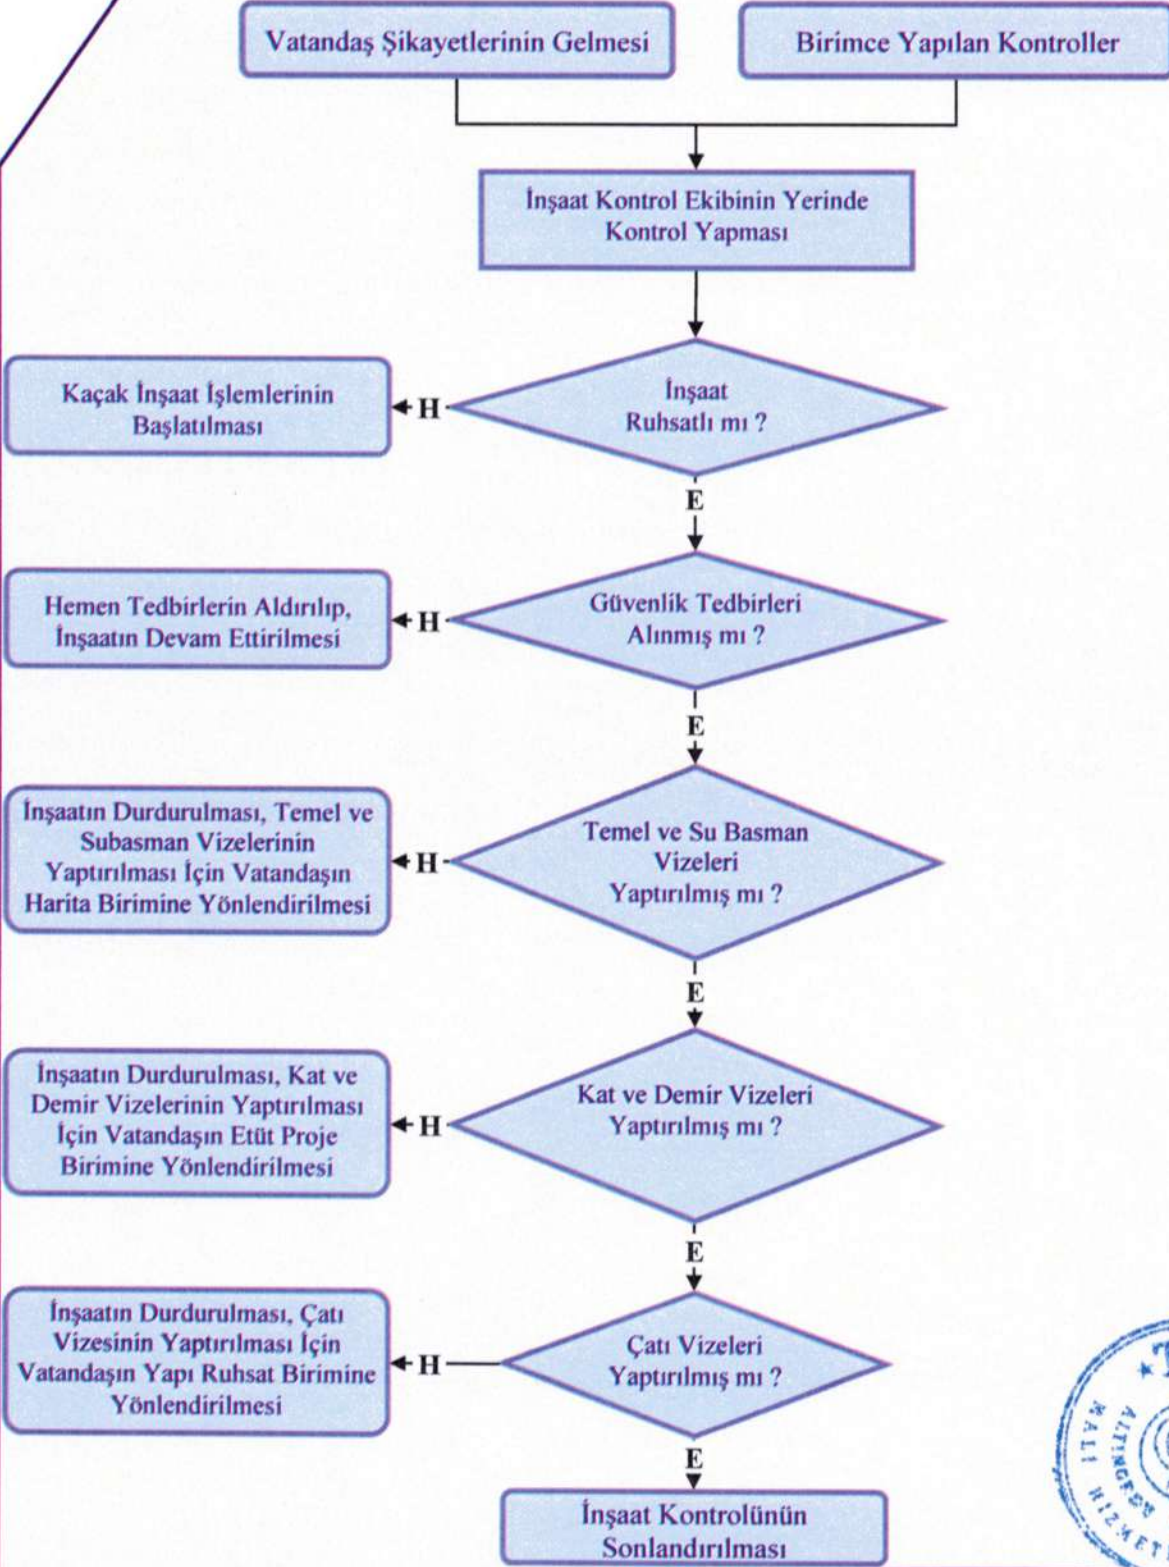 Vatandaş Şikayetlerinin Gelmesi
Birimce Yapılan Kontroller
İnşaat Kontrol Ekibinin Yerinde
Kontrol Yapması
İnşaat
Ruhsatlı mı ?
H
Kaçak İnşaat İşlemlerinin
Başlatılması
E
Güvenlik Tedbirleri
Alınmış mı ?
H
Hemen Tedbirlerin Aldırılıp,
İnşaatın Devam Ettirilmesi
E
Temel ve Su Basman
Vizeleri
Yaptırılmış mı ?
H
İnşaatın Durdurulması, Temel ve
Subasman Vizelerinin
Yaptırılması İçin Vatandaşın
Harita Birimine Yönlendirilmesi
E
Kat ve Demir Vizeleri
Yaptırılmış mı ?
H
İnşaatın Durdurulması, Kat ve
Demir Vizelerinin Yaptırılması
İçin Vatandaşın Etüt Proje
Birimine Yönlendirilmesi
E
Çatı Vizeleri
Yaptırılmış mı ?
H
İnşaatın Durdurulması, Çatı
Vizesinin Yaptırılması İçin
Vatandaşın Yapı Ruhsat Birimine
Yönlendirilmesi
E
İnşaat Kontrolünün
Sonlandırılması
MALİ